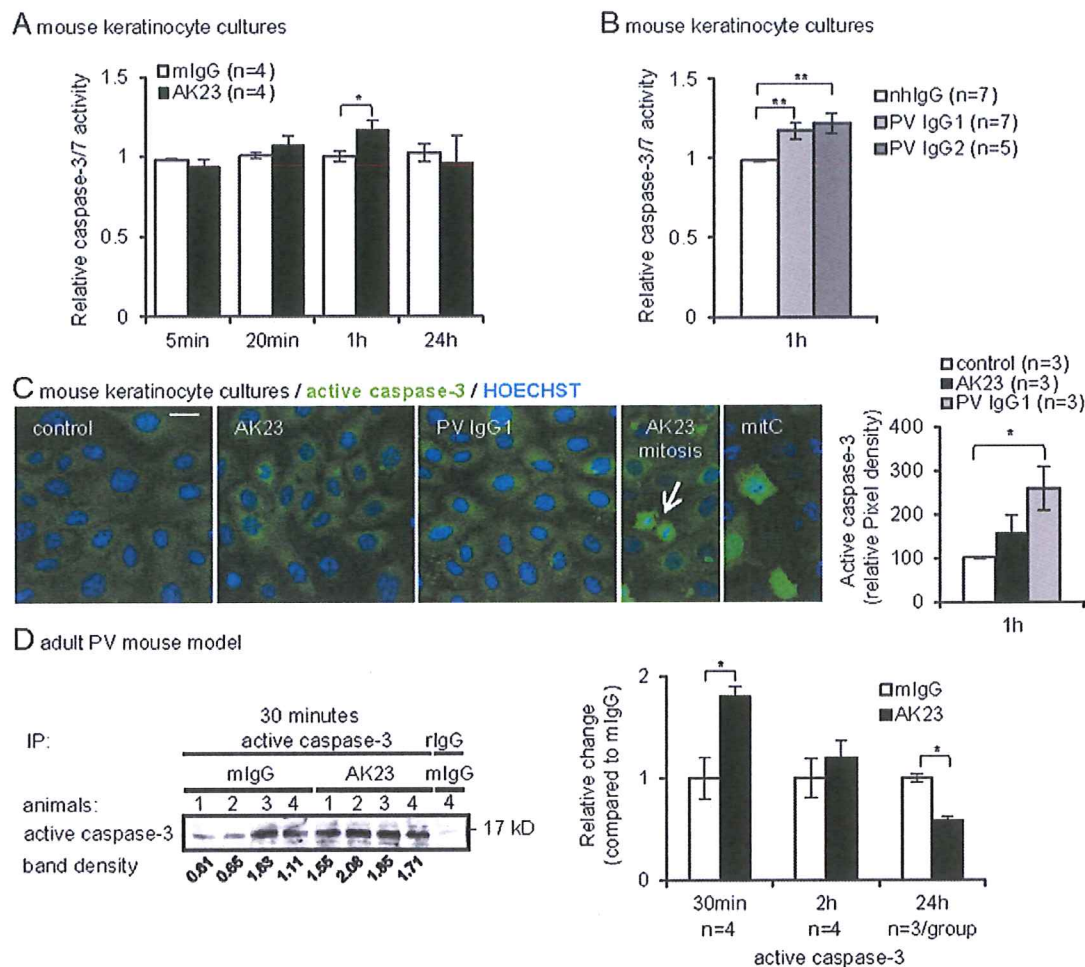 A mouse keratinocyte cultures
Relative caspase-3/7 activity
1.5
1
0.5
0
mIgG (n=4)
AK23 (n=4)
*
5min 20min 1h 24h
B mouse keratinocyte cultures
Relative caspase-3/7 activity
1.5
1
0.5
0
**
**
nhIgG (n=7)
PV IgG1 (n=7)
PV IgG2 (n=5)
1h
C mouse keratinocyte cultures / active caspase-3 / HOECHST
control
AK23
PV IgG1
AK23
mitosis
mitC
control (n=3)
AK23 (n=3)
PV IgG1 (n=3)
Active caspase-3
(relative Pixel density)
400
300
200
100
0
*
1h
D adult PV mouse model
30 minutes
IP: active caspase-3 rIgG
mIgG AK23 mIgG
animals: 1 2 3 4 1 2 3 4 4
active caspase-3 - 17 kD
band density 0.61 0.65 1.63 1.11 1.55 2.08 1.85 1.71
Relative change
(compared to mIgG)
2
1
0
*
*
mIgG
AK23
30min 2h 24h
n=4 n=4 n=3/group
active caspase-3